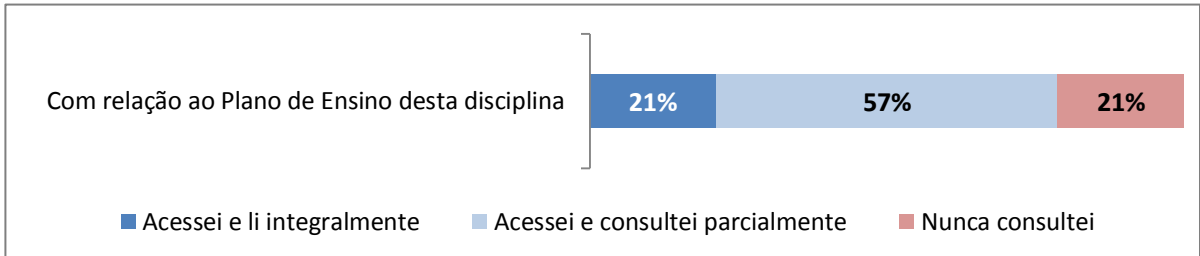 21% 57% 21%
Com relação ao Plano de Ensino desta disciplina
Acessei e li integralmente Acessei e consultei parcialmente Nunca consultei